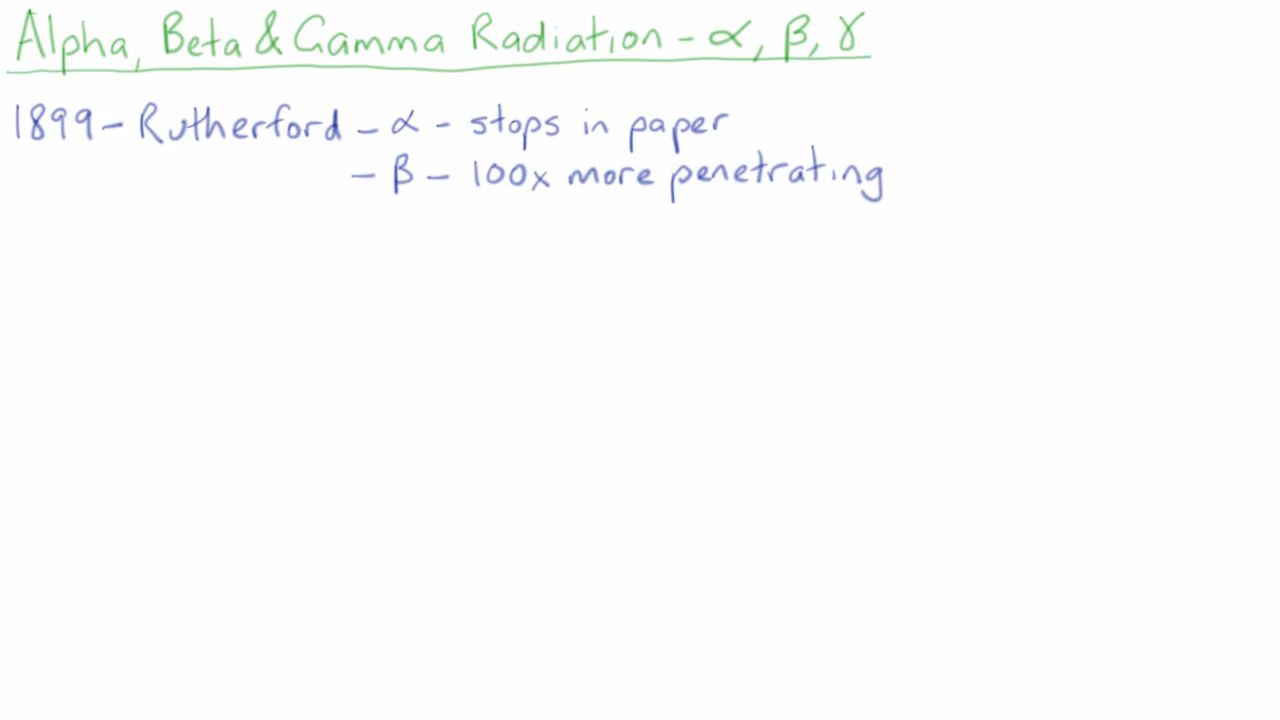 Alpha, Beta & Gamma Radiation - α, β, γ
1899 - Rutherford - α - stops in paper
- β - 100x more penetrating